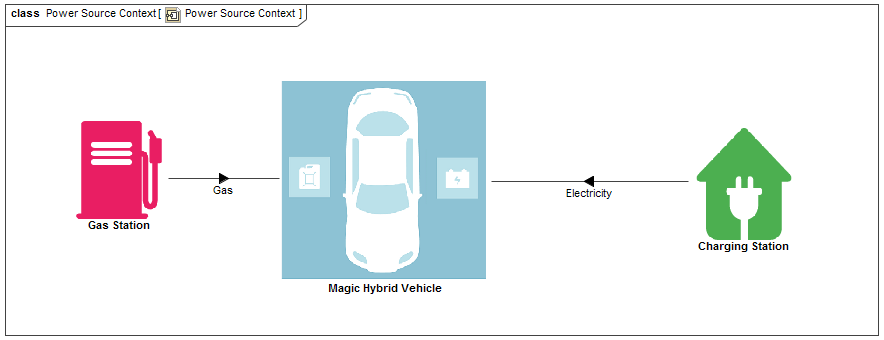 class Power Source Context[ Power Source Context ]
Gas
Electricity
Gas Station
Charging Station
Magic Hybrid Vehicle